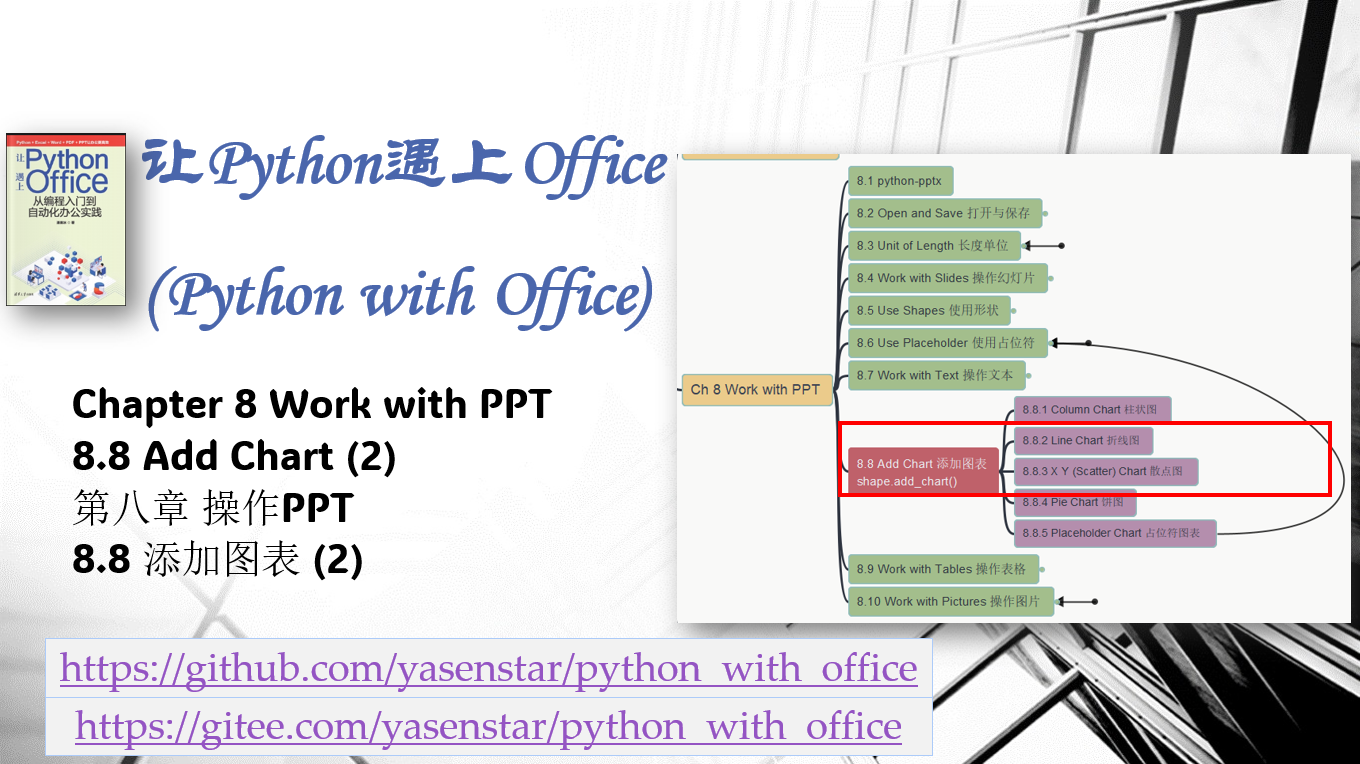 Python • Excel • Word • PDF • PPT
让Python
遇上Office
从编程入门到
自动化办公实践
让Python遇上Office
(Python with Office)
Chapter 8 Work with PPT
8.8 Add Chart (2)
第八章 操作PPT
8.8 添加图表 (2)
Ch 8 Work with PPT
8.1 python-pptx
8.2 Open and Save 打开与保存
8.3 Unit of Length 长度单位
8.4 Work with Slides 操作幻灯片
8.5 Use Shapes 使用形状
8.6 Use Placeholder 使用占位符
8.7 Work with Text 操作文本
8.8 Add Chart 添加图表
shape.add_chart()
8.8.1 Column Chart 柱状图
8.8.2 Line Chart 折线图
8.8.3 X Y (Scatter) Chart 散点图
8.8.4 Pie Chart 饼图
8.8.5 Placeholder Chart 占位符图表
8.9 Work with Tables 操作表格
8.10 Work with Pictures 操作图片
https://github.com/yasenstar/python_with_office
https://gitee.com/yasenstar/python_with_office